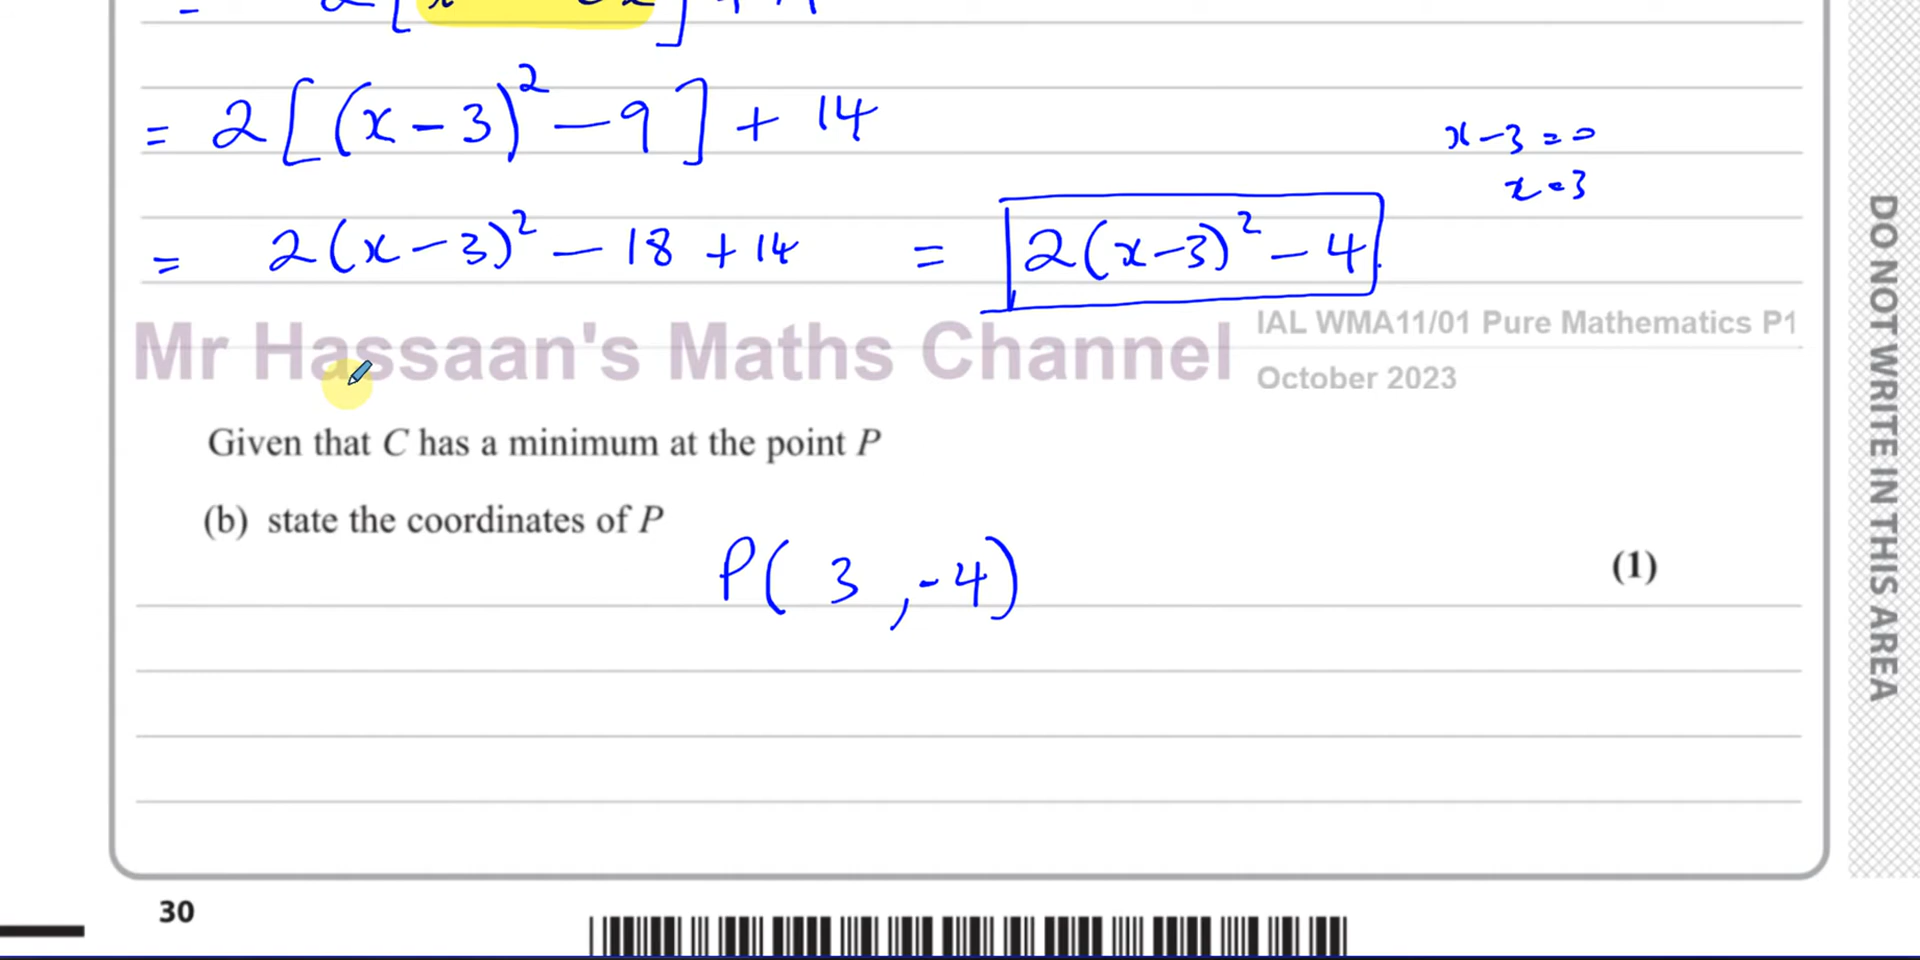 = 2[(x-3)² - 9] + 14
x-3=0
x=3
= 2(x-3)² - 18 + 14 = 2(x-3)² - 4
Mr Hassaan's Maths Channel
IAL WMA11/01 Pure Mathematics P1
October 2023
Given that C has a minimum at the point P
(b) state the coordinates of P
P(3,-4)
(1)
30
DO NOT WRITE IN THIS AREA